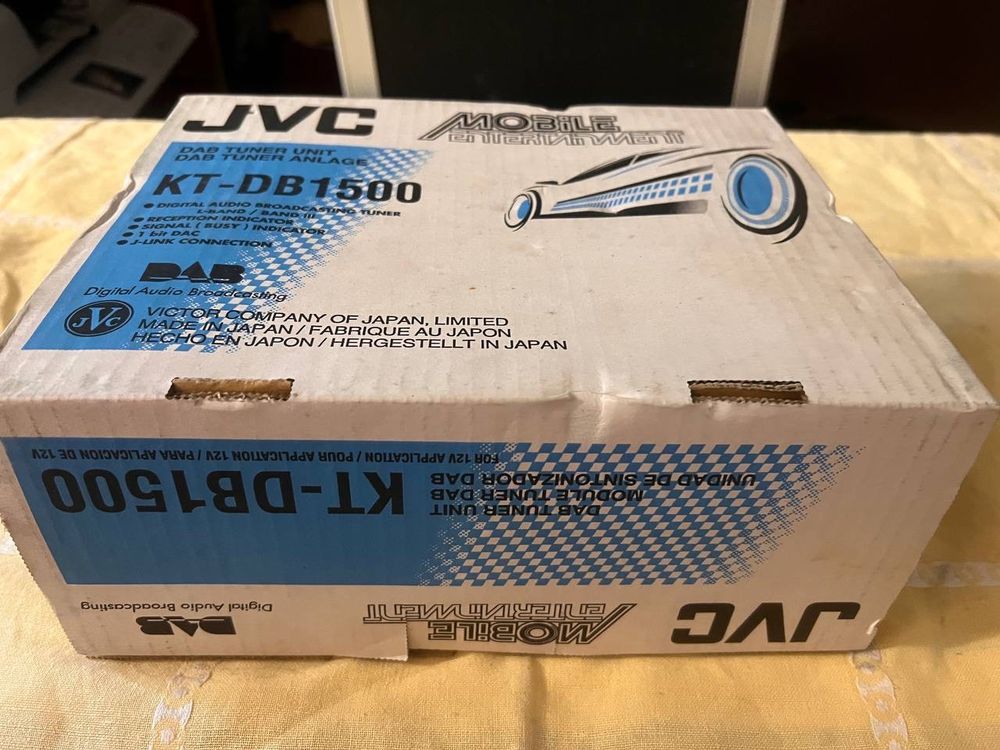 JVC
MOBILE
ENTERTAINMENT
DAB TUNER UNIT
DAB TUNER ANLAGE
KT-DB1500
● DIGITAL AUDIO BROADCASTING TUNER
L-BAND / BAND III
● RECEPTION INDICATOR
● SIGNAL ( BUSY ) INDICATOR
● 1 bit DAC
● J-LINK CONNECTION
DAB
Digital Audio Broadcasting
JVC
VICTOR COMPANY OF JAPAN, LIMITED
MADE IN JAPAN / FABRIQUE AU JAPON
HECHO EN JAPON / HERGESTELLT IN JAPAN
JVC
MOBILE
ENTERTAINMENT
DAB
Digital Audio Broadcasting
DAB TUNER UNIT
MODULE TUNER DAB
UNIDAD DE SINTONIZADOR DAB
KT-DB1500
FOR 12V APPLICATION / POUR APPLICATION 12V / PARA APLICACION DE 12V